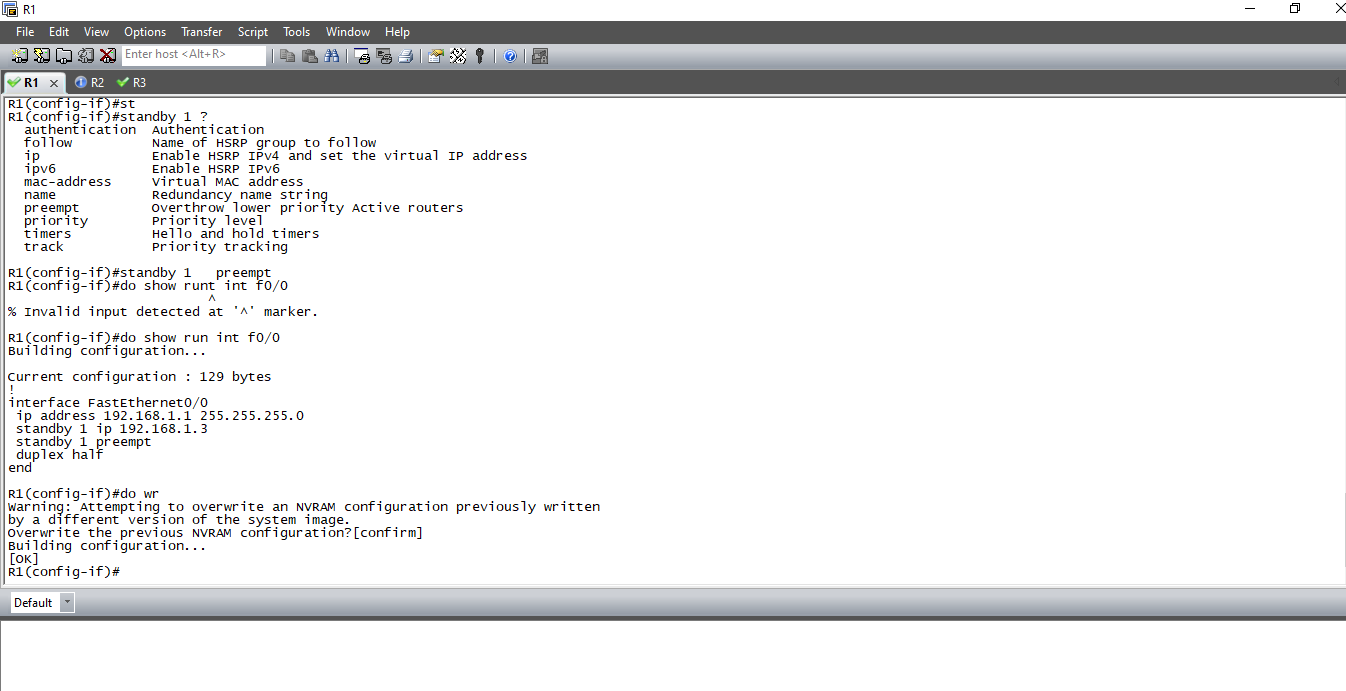 R1
File Edit View Options Transfer Script Tools Window Help
Enter host <Alt+R>
R1 R2 R3
R1(config-if)#st
R1(config-if)#standby 1 ?
  authentication  Authentication
  follow          Name of HSRP group to follow
  ip              Enable HSRP IPv4 and set the virtual IP address
  ipv6            Enable HSRP IPv6
  mac-address     Virtual MAC address
  name            Redundancy name string
  preempt         Overthrow lower priority Active routers
  priority        Priority level
  timers          Hello and hold timers
  track           Priority tracking
R1(config-if)#standby 1   preempt
R1(config-if)#do show runt int f0/0
                         ^
% Invalid input detected at '^' marker.
R1(config-if)#do show run int f0/0
Building configuration...
Current configuration : 129 bytes
!
interface FastEthernet0/0
 ip address 192.168.1.1 255.255.255.0
 standby 1 ip 192.168.1.3
 standby 1 preempt
 duplex half
end
R1(config-if)#do wr
Warning: Attempting to overwrite an NVRAM configuration previously written
by a different version of the system image.
Overwrite the previous NVRAM configuration?[confirm]
Building configuration...
[OK]
R1(config-if)#
Default